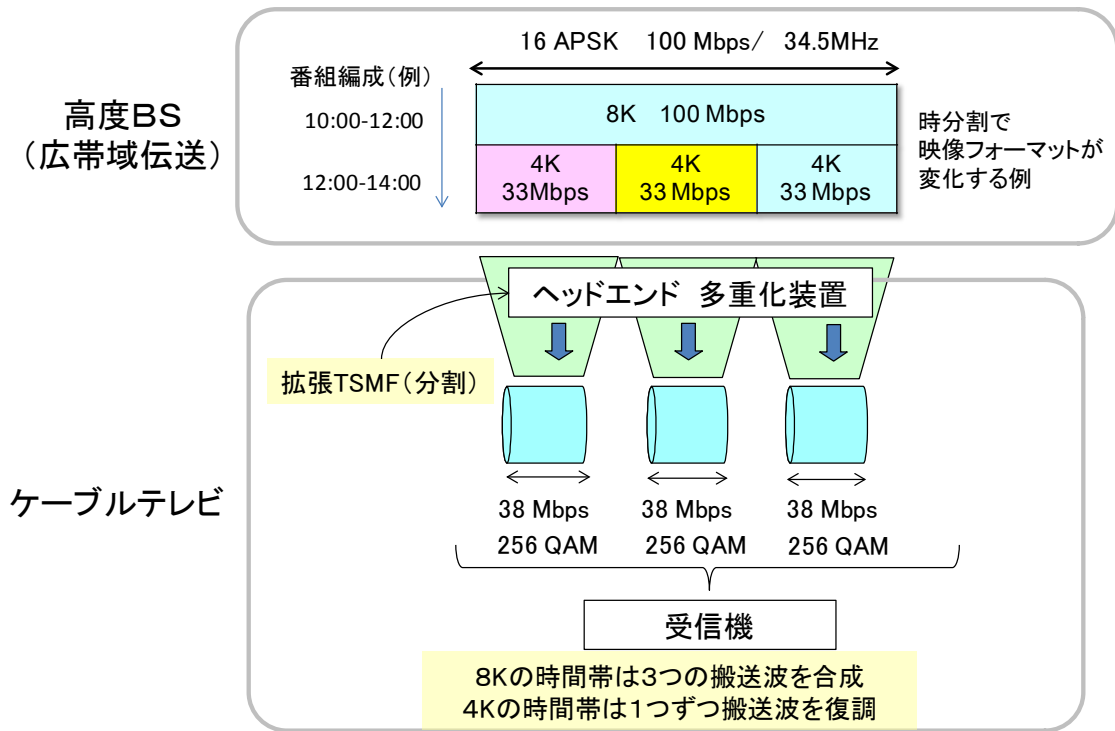 16 APSK 100 Mbps/ 34.5MHz
番組編成(例)
高度BS
(広帯域伝送)
10:00-12:00
8K 100 Mbps
12:00-14:00
4K
33Mbps
4K
33 Mbps
4K
33 Mbps
時分割で
映像フォーマットが
変化する例
ヘッドエンド 多重化装置
拡張TSMF(分割)
ケーブルテレビ
38 Mbps
256 QAM
38 Mbps
256 QAM
38 Mbps
256 QAM
受信機
8Kの時間帯は3つの搬送波を合成
4Kの時間帯は1つずつ搬送波を復調